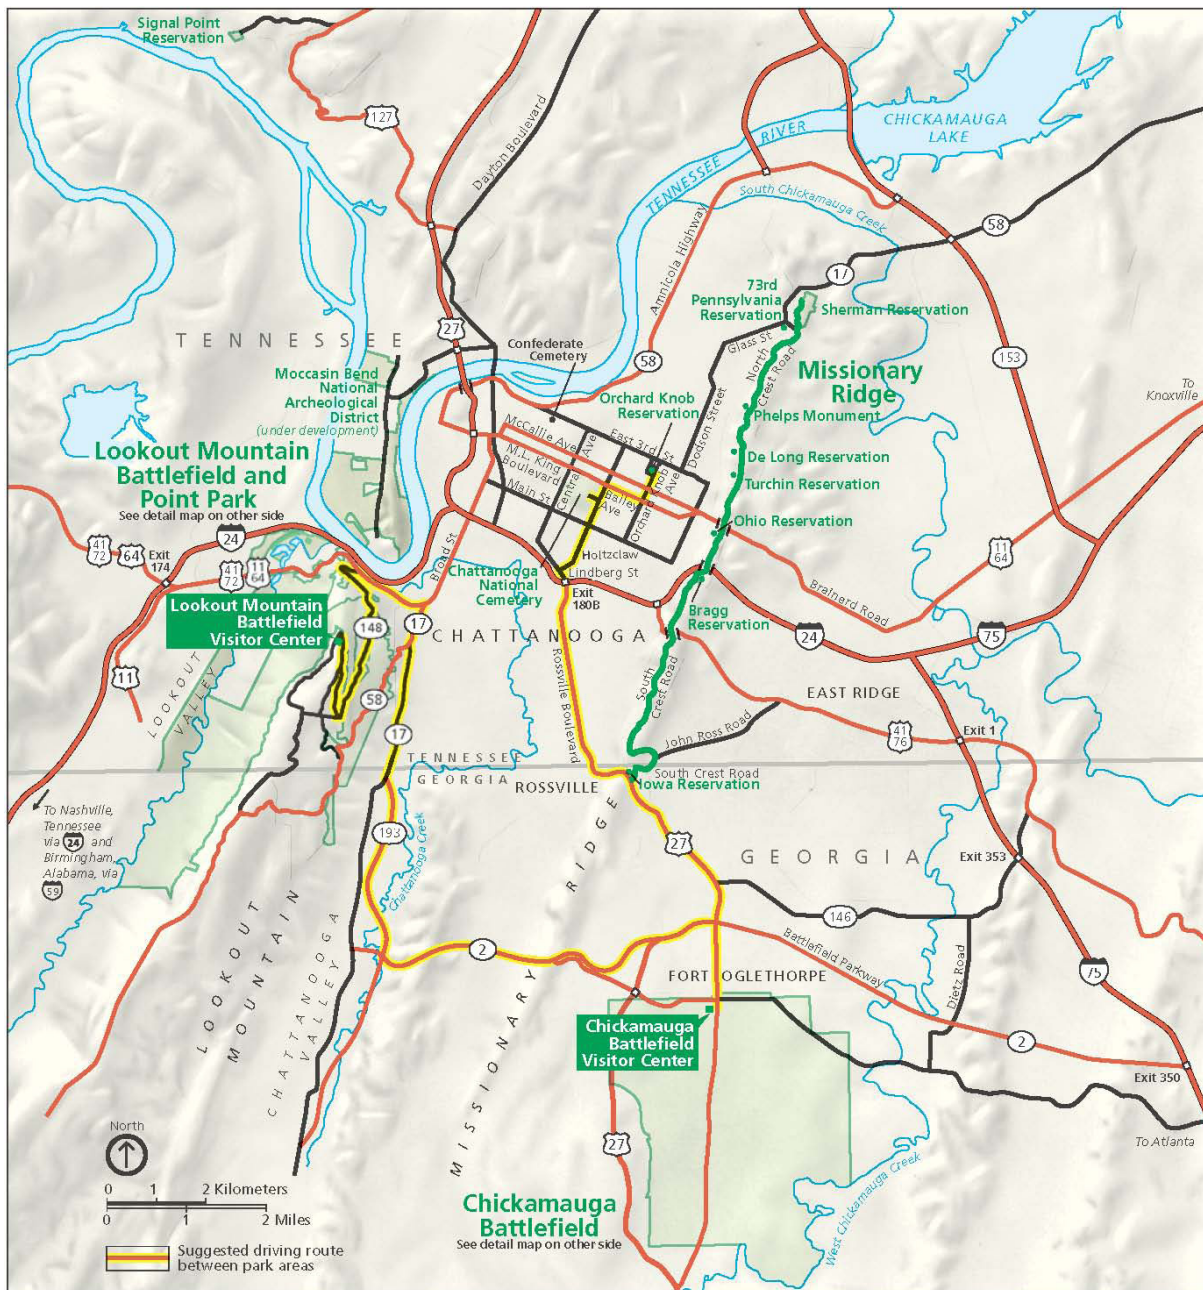 Signal Point
Reservation
127
Dayton Boulevard
CHICKAMAUGA
LAKE
TENNESSEE
RIVER
South Chickamauga Creek
Amnicola Highway
58
17
73rd
Pennsylvania
Reservation
Sherman Reservation
Glass St
North
Crest Road
27
TENNESSEE
Confederate
Cemetery
58
153
Moccasin Bend
National
Archeological
District
(under development)
Missionary
Ridge
To
Knoxville
Orchard Knob
Reservation
Phelps Monument
McCallie Ave
East 3rd St
Dodson Street
M.L. King
Boulevard
Central
Ave
Main St
Bailey
Ave
Orchard Knob
Ave
De Long Reservation
Turchin Reservation
Ohio Reservation
Lookout Mountain
Battlefield and
Point Park
See detail map on other side
41
72
64
Exit
174
24
41
72
11
64
Broad St
Holtzclaw
Lindberg St
Chattanooga
National
Cemetery
Exit
180B
11
64
Brainerd Road
Bragg
Reservation
Lookout Mountain
Battlefield
Visitor Center
148
17
CHATTANOOGA
24
75
11
LOOKOUT
VALLEY
58
17
Rossville Boulevard
South
Crest Road
EAST RIDGE
John Ross Road
41
76
Exit 1
TENNESSEE
GEORGIA
ROSSVILLE
South Crest Road
Iowa Reservation
To Nashville,
Tennessee
via 24 and
Birmingham,
Alabama, via
59
193
Chattanooga Creek
27
GEORGIA
Exit 353
146
LOOKOUT
MOUNTAIN
CHATTANOOGA
VALLEY
2
MISSIONARY RIDGE
Battlefield Parkway
Dietz Road
FORT OGLETHORPE
75
Chickamauga
Battlefield
Visitor Center
2
Exit 350
To Atlanta
North
0 1 2 Kilometers
0 1 2 Miles
27
West Chickamauga Creek
Chickamauga
Battlefield
See detail map on other side
Suggested driving route
between park areas